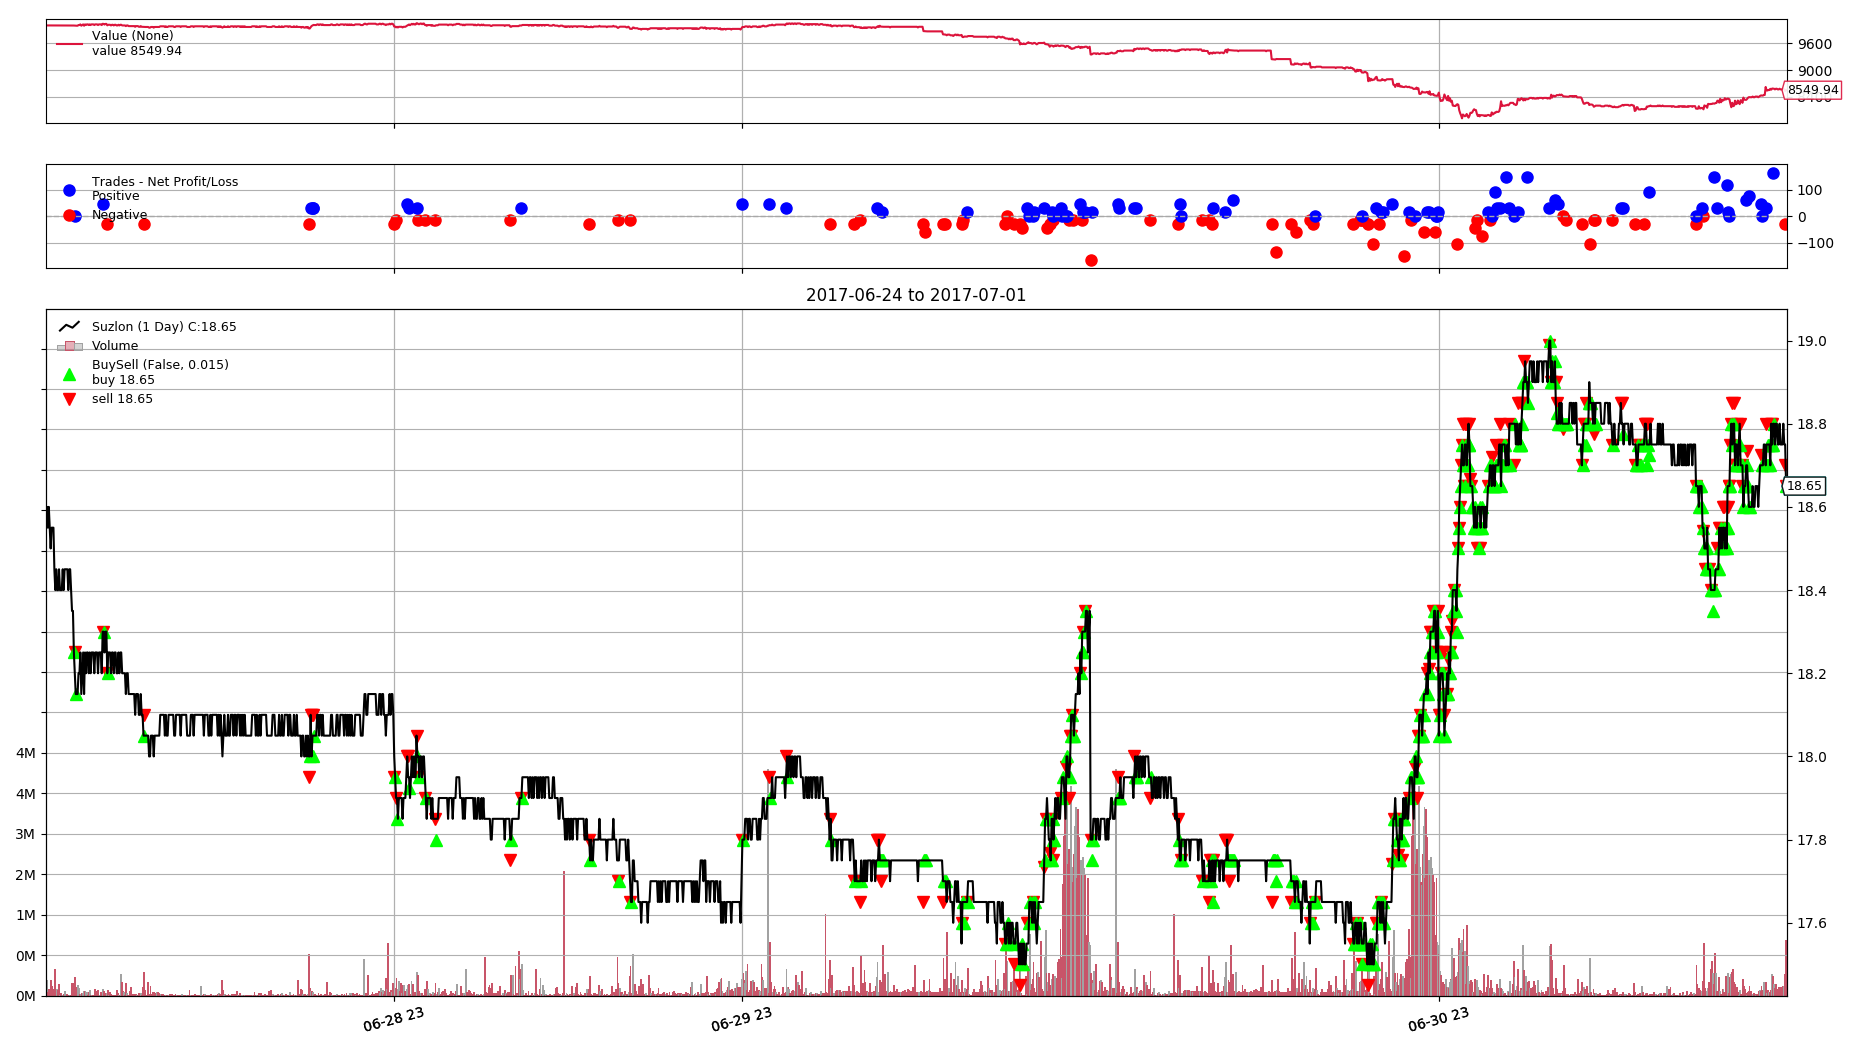 Value (None)
value 8549.94
9600
9000
8549.94
Trades - Net Profit/Loss
Positive
Negative
100
0
−100
2017-06-24 to 2017-07-01
Suzlon (1 Day) C:18.65
Volume
BuySell (False, 0.015)
buy 18.65
sell 18.65
19.0
18.8
18.65
18.6
18.4
18.2
18.0
17.8
17.6
4M
4M
3M
2M
1M
0M
0M
06-28 23
06-29 23
06-30 23